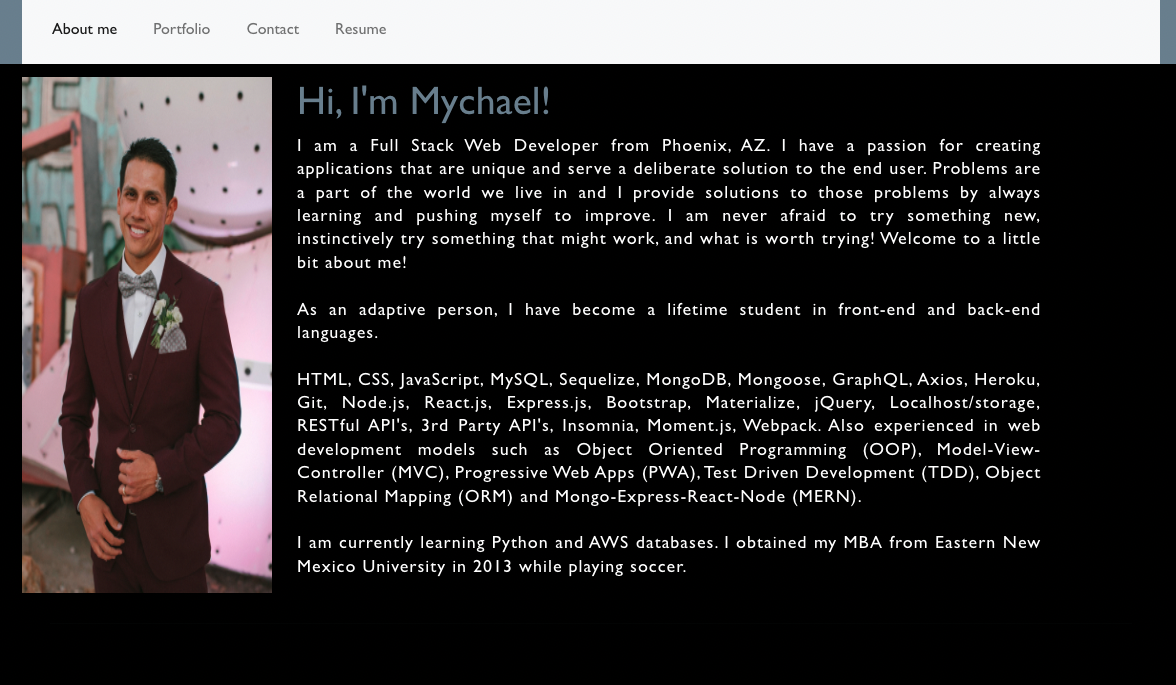 About me Portfolio Contact Resume
Hi, I'm Mychael!
I am a Full Stack Web Developer from Phoenix, AZ. I have a passion for creating
applications that are unique and serve a deliberate solution to the end user. Problems are
a part of the world we live in and I provide solutions to those problems by always
learning and pushing myself to improve. I am never afraid to try something new,
instinctively try something that might work, and what is worth trying! Welcome to a little
bit about me!
As an adaptive person, I have become a lifetime student in front-end and back-end
languages.
HTML, CSS, JavaScript, MySQL, Sequelize, MongoDB, Mongoose, GraphQL, Axios, Heroku,
Git, Node.js, React.js, Express.js, Bootstrap, Materialize, jQuery, Localhost/storage,
RESTful API's, 3rd Party API's, Insomnia, Moment.js, Webpack. Also experienced in web
development models such as Object Oriented Programming (OOP), Model-View-
Controller (MVC), Progressive Web Apps (PWA), Test Driven Development (TDD), Object
Relational Mapping (ORM) and Mongo-Express-React-Node (MERN).
I am currently learning Python and AWS databases. I obtained my MBA from Eastern New
Mexico University in 2013 while playing soccer.